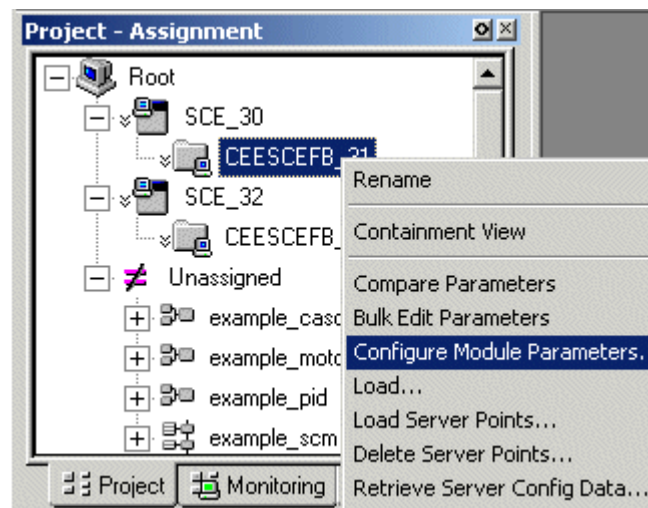 Project - Assignment
Root
SCE_30
CEESCEFB_31
SCE_32
CEESCEFB_
Unassigned
example_casc
example_moto
example_pid
example_scm
Project
Monitoring
Rename
Containment View
Compare Parameters
Bulk Edit Parameters
Configure Module Parameters.
Load...
Load Server Points...
Delete Server Points...
Retrieve Server Config Data...